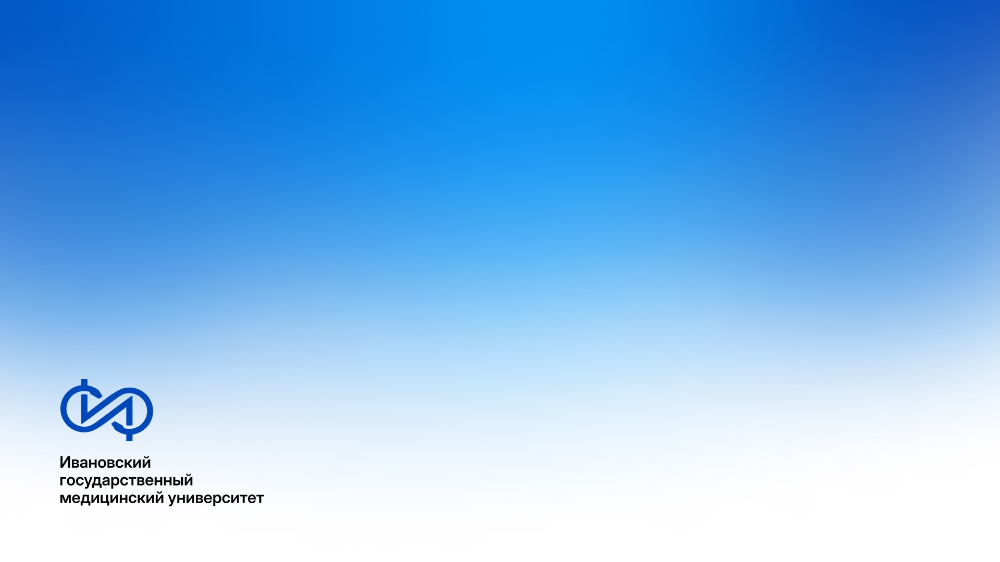 Ивановский
государственный
медицинский университет